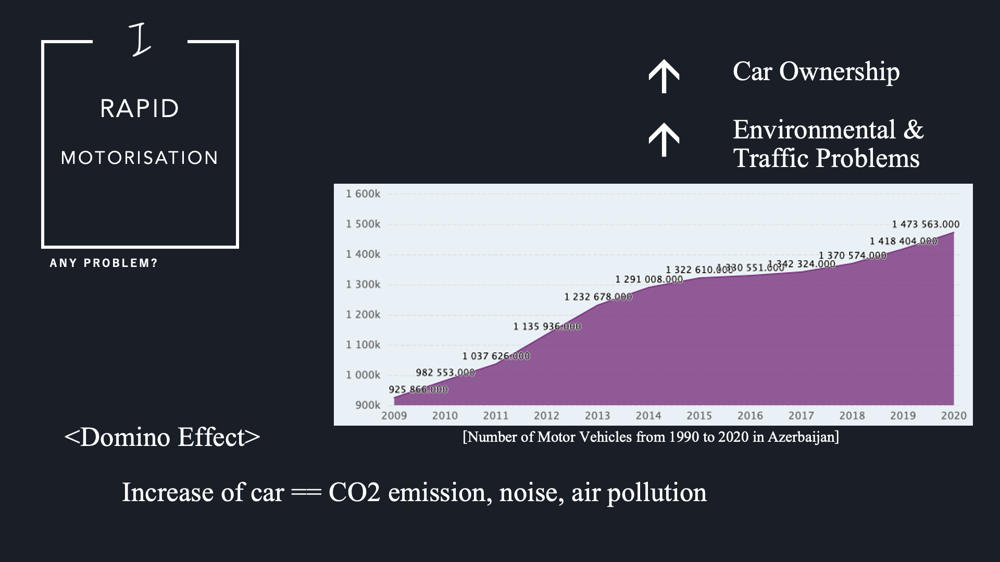 I
RAPID
MOTORISATION
ANY PROBLEM?
Car Ownership
Environmental &
Traffic Problems
1 600k
1 500k
1 400k
1 300k
1 200k
1 100k
1 000k
900k
925 866.000
982 553.000
1 037 626.000
1 135 936.000
1 232 678.000
1 291 008.000
1 322 610.000
1 330 551.000
1 342 324.000
1 370 574.000
1 418 404.000
1 473 563.000
2009 2010 2011 2012 2013 2014 2015 2016 2017 2018 2019 2020
[Number of Motor Vehicles from 1990 to 2020 in Azerbaijan]
<Domino Effect>
Increase of car == CO2 emission, noise, air pollution